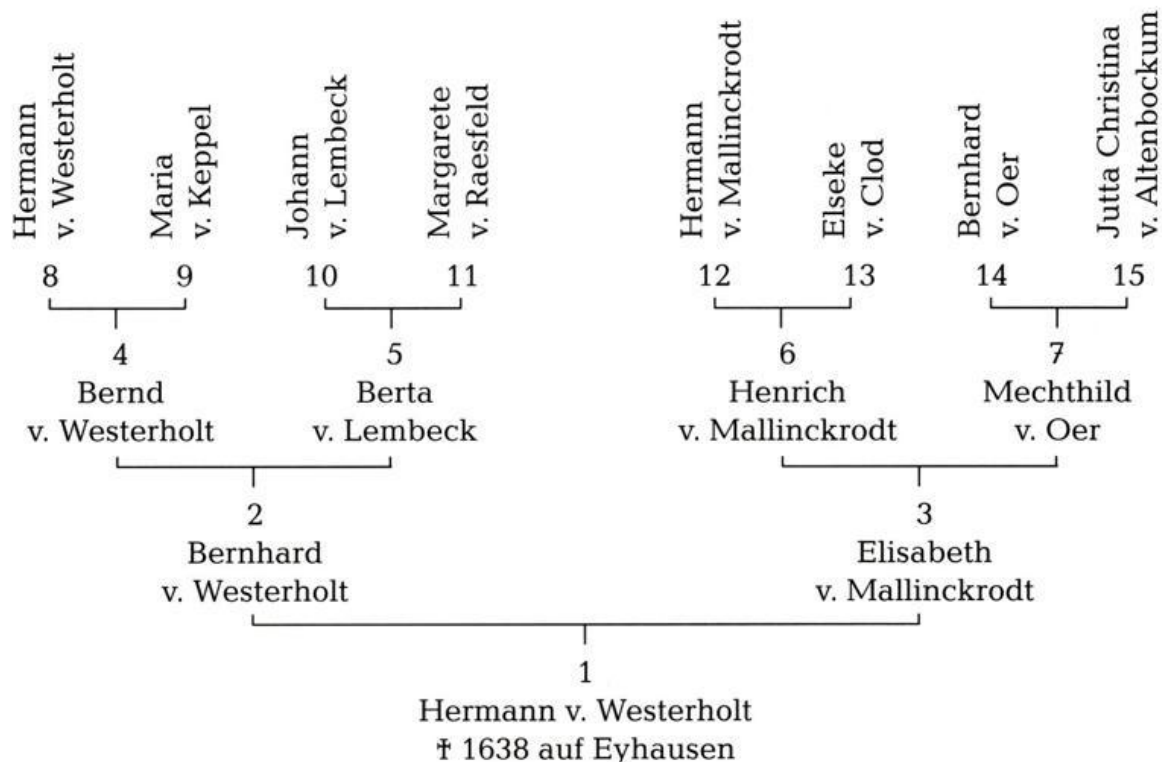 Hermann
v. Westerholt
Maria
v. Keppel
Johann
v. Lembeck
Margarete
v. Raesfeld
Hermann
v. Mallinckrodt
Elseke
v. Clod
Bernhard
v. Oer
Jutta Christina
v. Altenbockum
8 9 10 11 12 13 14 15
4 5 6 7
Bernd Berta Henrich Mechthild
v. Westerholt v. Lembeck v. Mallinckrodt v. Oer
2 3
Bernhard Elisabeth
v. Westerholt v. Mallinckrodt
1
Hermann v. Westerholt
✝ 1638 auf Eyhausen